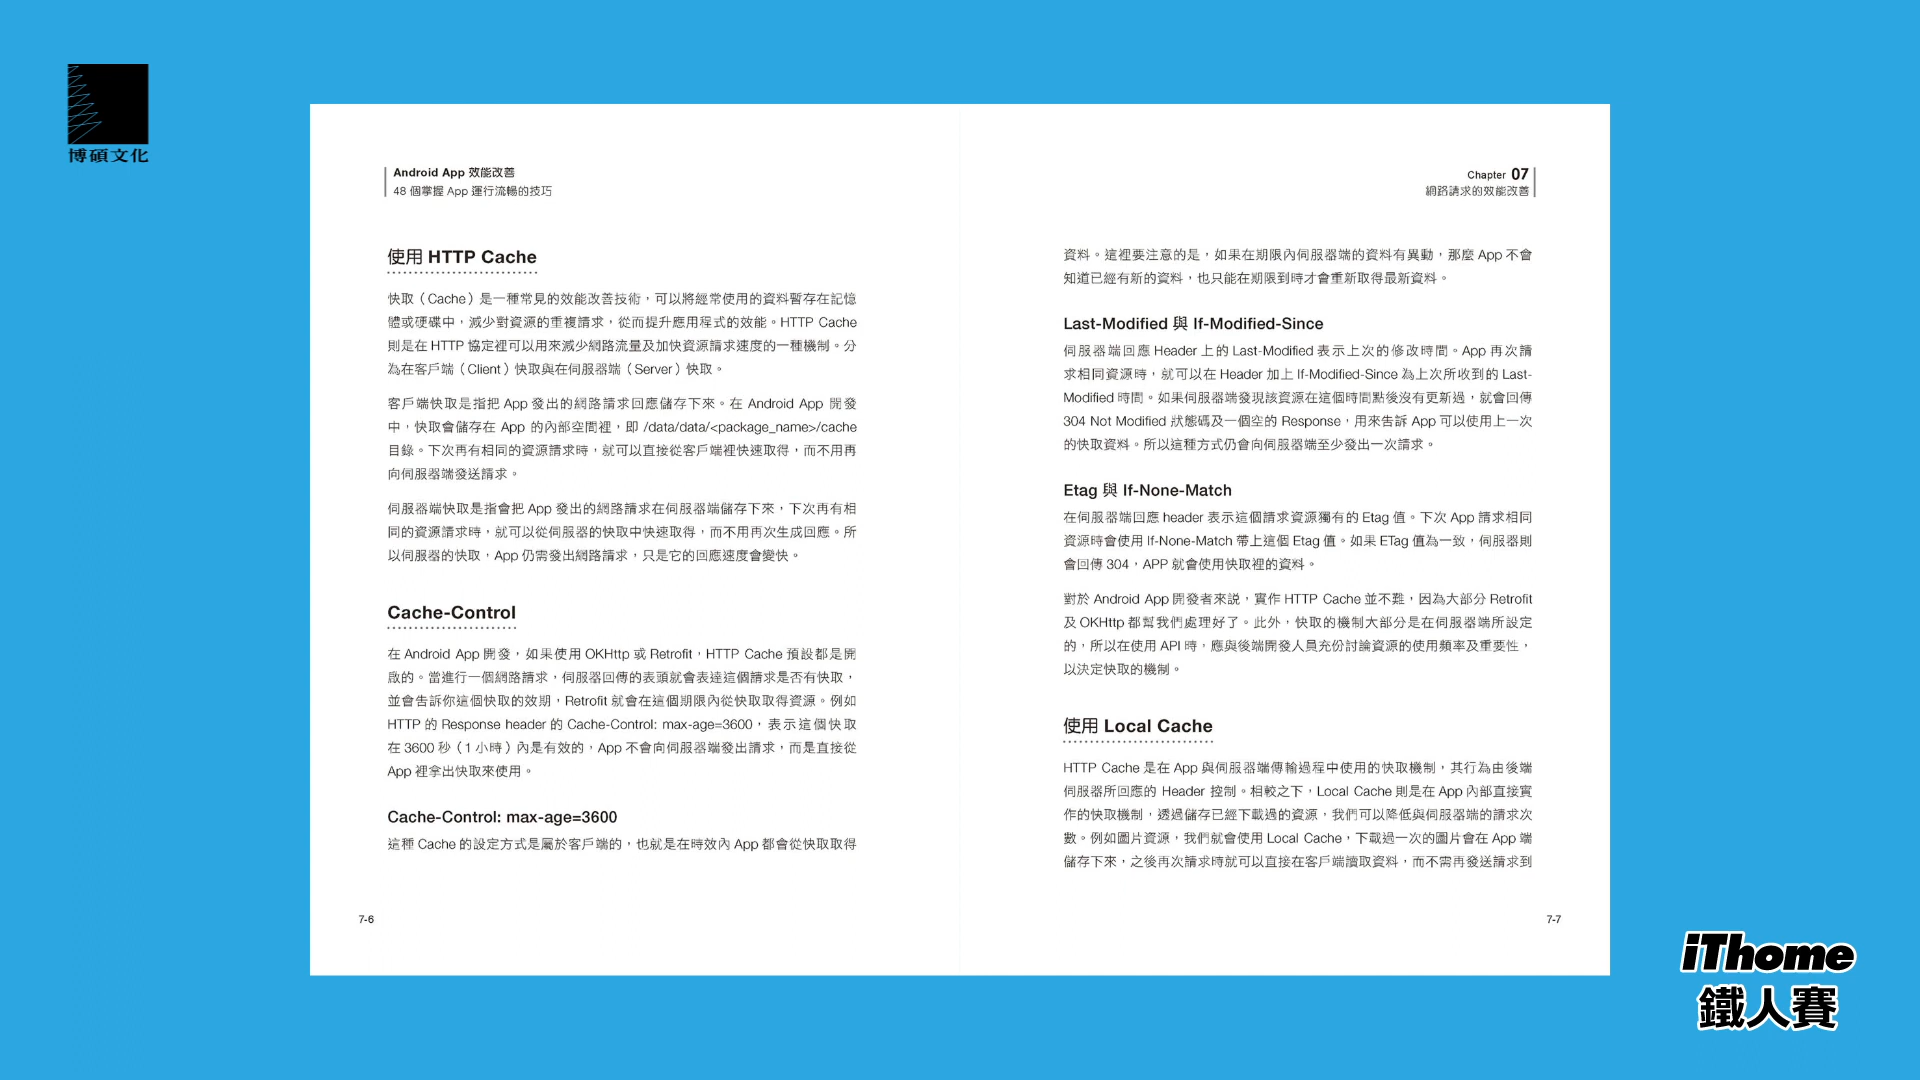 博碩文化
Android App 效能改善
48 個掌握 App 運行流暢的技巧
使用 HTTP Cache
快取（Cache）是一種常見的效能改善技術，可以將經常使用的資料暫存在記憶
體或硬碟中，減少對資源的重複請求，從而提升應用程式的效能。HTTP Cache
則是在 HTTP 協定裡可以用來減少網路流量及加快資源請求速度的一種機制。分
為在客戶端（Client）快取與在伺服器端（Server）快取。
客戶端快取是指把 App 發出的網路請求回應儲存下來。在 Android App 開發
中，快取會儲存在 App 的內部空間裡，即 /data/data/<package_name>/cache
目錄。下次再有相同的資源請求時，就可以直接從客戶端裡快速取得，而不用再
向伺服器端發送請求。
伺服器端快取是指會把 App 發出的網路請求在伺服器端儲存下來，下次再有相
同的資源請求時，就可以從伺服器的快取中快速取得，而不用再次生成回應。所
以伺服器的快取，App 仍需發出網路請求，只是它的回應速度會變快。
Cache-Control
在 Android App 開發，如果使用 OKHttp 或 Retrofit，HTTP Cache 預設都是開
啟的。當進行一個網路請求，伺服器回傳的表頭就會表達這個請求是否有快取，
並會告訴你這個快取的效期，Retrofit 就會在這個期限內從快取取得資源。例如
HTTP 的 Response header 的 Cache-Control: max-age=3600，表示這個快取
在 3600 秒（1 小時）內是有效的，App 不會向伺服器端發出請求，而是直接從
App 裡拿出快取來使用。
Cache-Control: max-age=3600
這種 Cache 的設定方式是屬於客戶端的，也就是在時效內 App 都會從快取取得
7-6
Chapter 07
網路請求的效能改善
資料。這裡要注意的是，如果在期限內伺服器端的資料有異動，那麼 App 不會
知道已經有新的資料，也只能在期限到時才會重新取得最新資料。
Last-Modified 與 If-Modified-Since
伺服器端回應 Header 上的 Last-Modified 表示上次的修改時間。App 再次請
求相同資源時，就可以在 Header 加上 If-Modified-Since 為上次所收到的 Last-
Modified 時間。如果伺服器端發現該資源在這個時間點後沒有更新過，就會回傳
304 Not Modified 狀態碼及一個空的 Response，用來告訴 App 可以使用上一次
的快取資料。所以這種方式仍會向伺服器端至少發出一次請求。
Etag 與 If-None-Match
在伺服器端回應 header 表示這個請求資源獨有的 Etag 值。下次 App 請求相同
資源時會使用 If-None-Match 帶上這個 Etag 值。如果 ETag 值為一致，伺服器則
會回傳 304，APP 就會使用快取裡的資料。
對於 Android App 開發者來說，實作 HTTP Cache 並不難，因為大部分 Retrofit
及 OKHttp 都幫我們處理好了。此外，快取的機制大部分是在伺服器端所設定
的，所以在使用 API 時，應與後端開發人員充份討論資源的使用頻率及重要性，
以決定快取的機制。
使用 Local Cache
HTTP Cache 是在 App 與伺服器端傳輸過程中使用的快取機制，其行為由後端
伺服器所回應的 Header 控制。相較之下，Local Cache 則是在 App 內部直接實
作的快取機制，透過儲存已經下載過的資源，我們可以降低與伺服器端的請求次
數。例如圖片資源，我們就會使用 Local Cache，下載過一次的圖片會在 App 端
儲存下來，之後再次請求時就可以直接在客戶端讀取資料，而不需再發送請求到
7-7
iThome
鐵人賽